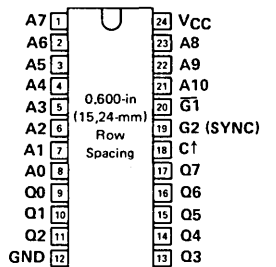 A7 1 24 VCC
A6 2 23 A8
A5 3 22 A9
A4 4 21 A10
A3 5 0.600-in 20 G̅1̅
A2 6 (15,24-mm) 19 G2 (SYNC)
A1 7 Row 18 C↑
A0 8 Spacing 17 Q7
Q0 9 16 Q6
Q1 10 15 Q5
Q2 11 14 Q4
GND 12 13 Q3